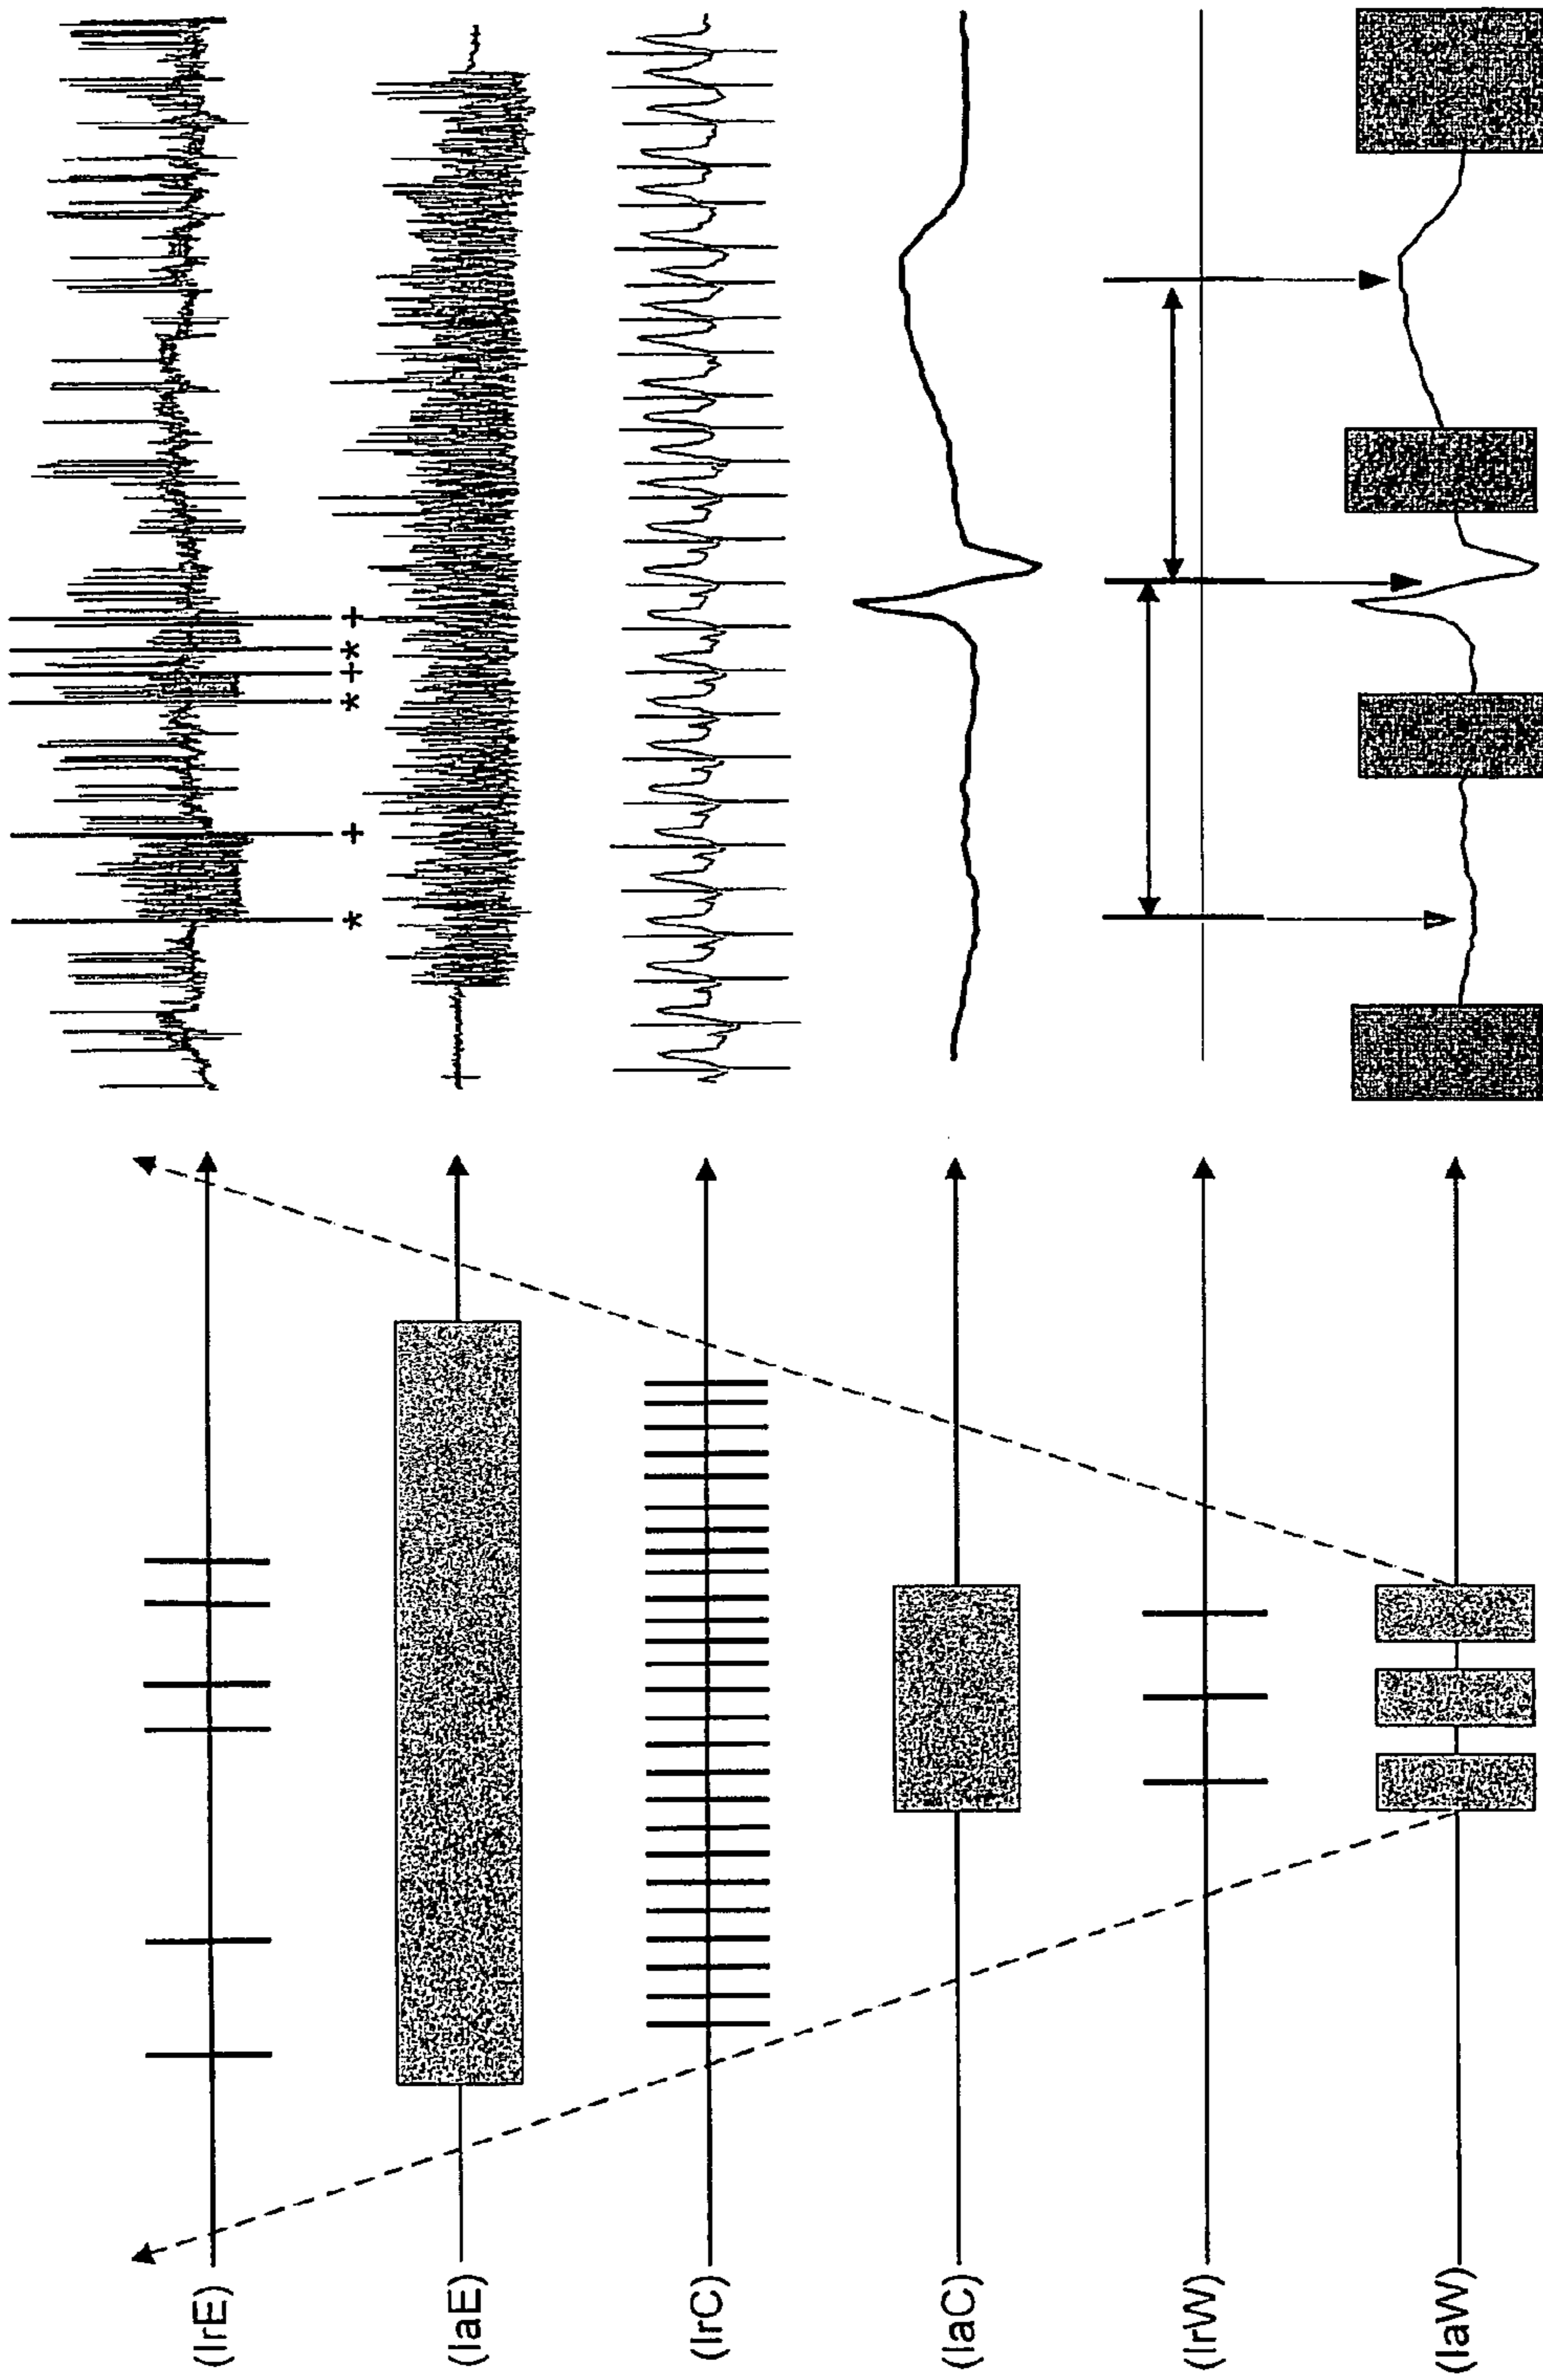 (IrE)
(IaE)
(IrC)
(IaC)
(IrW)
(IaW)
* + * + * +